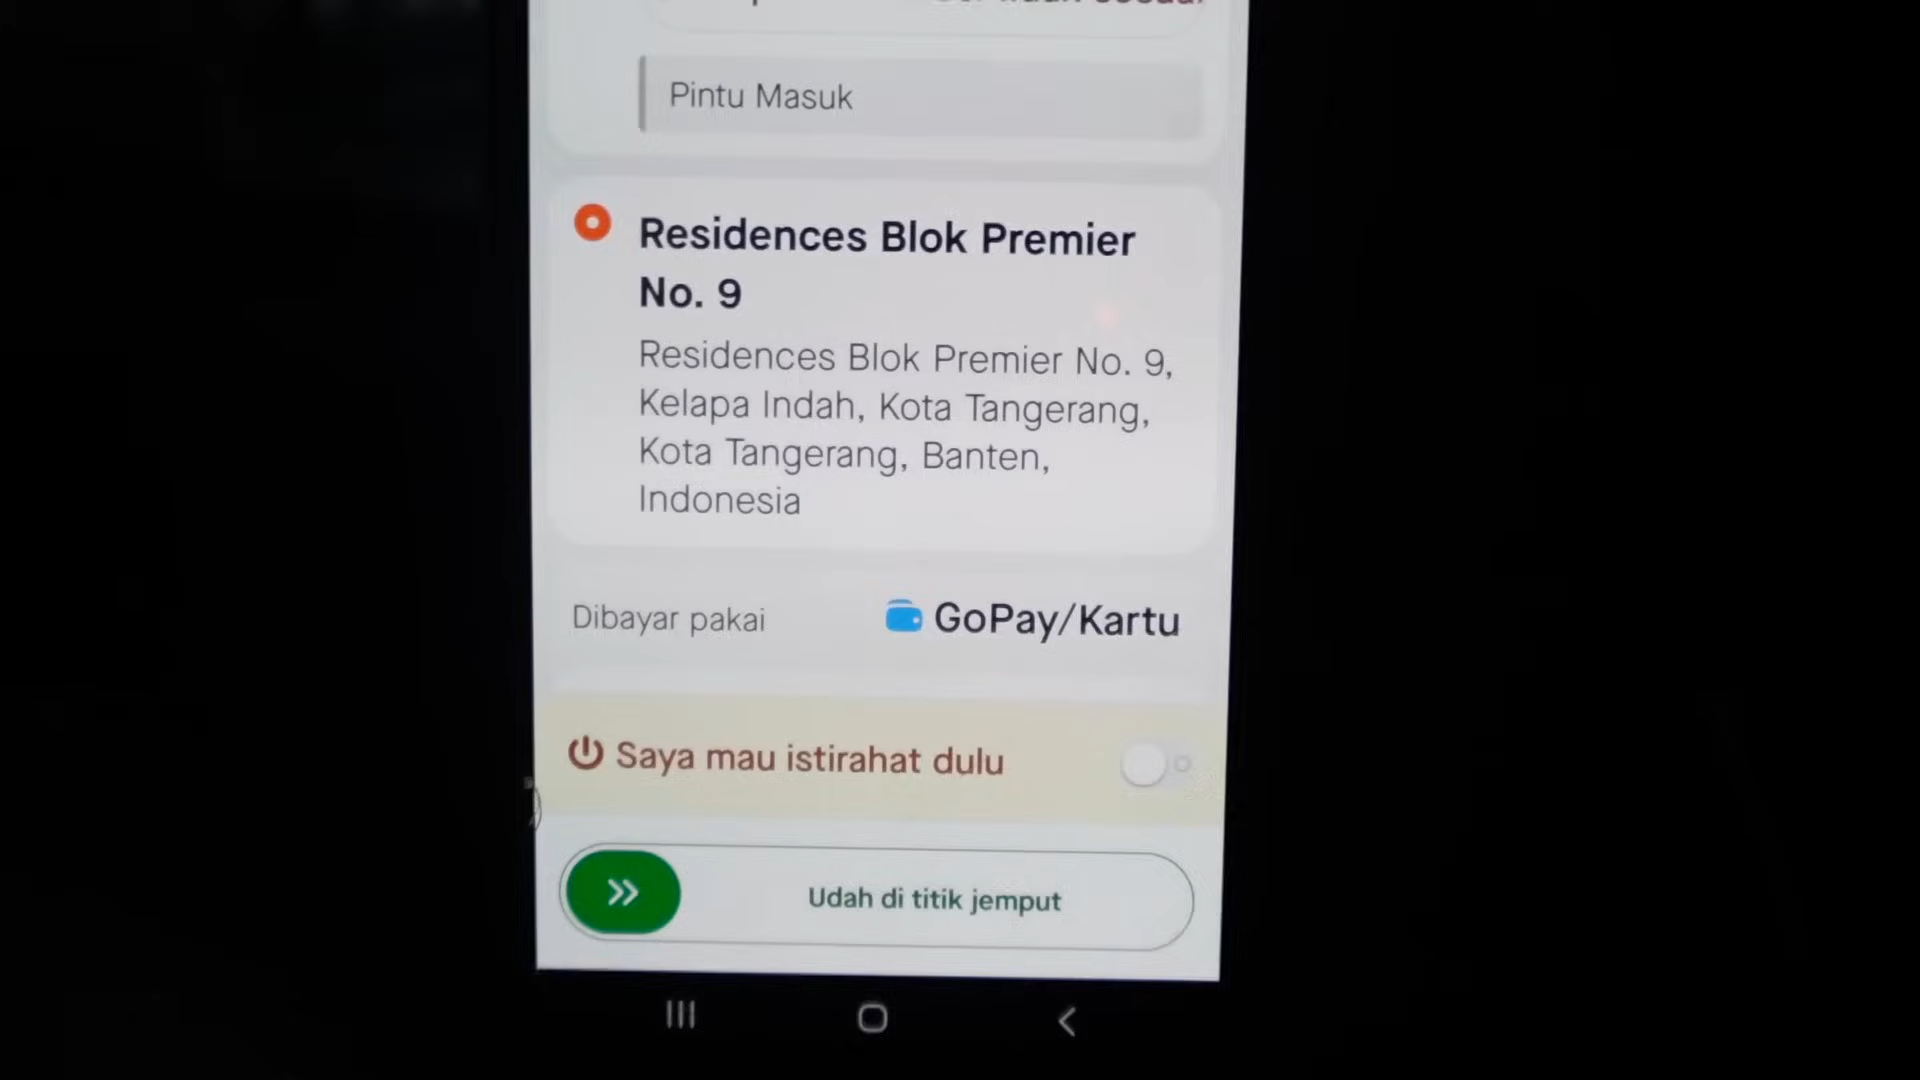 Pintu Masuk
Residences Blok Premier
No. 9
Residences Blok Premier No. 9,
Kelapa Indah, Kota Tangerang,
Kota Tangerang, Banten,
Indonesia
Dibayar pakai GoPay/Kartu
Saya mau istirahat dulu
Udah di titik jemput